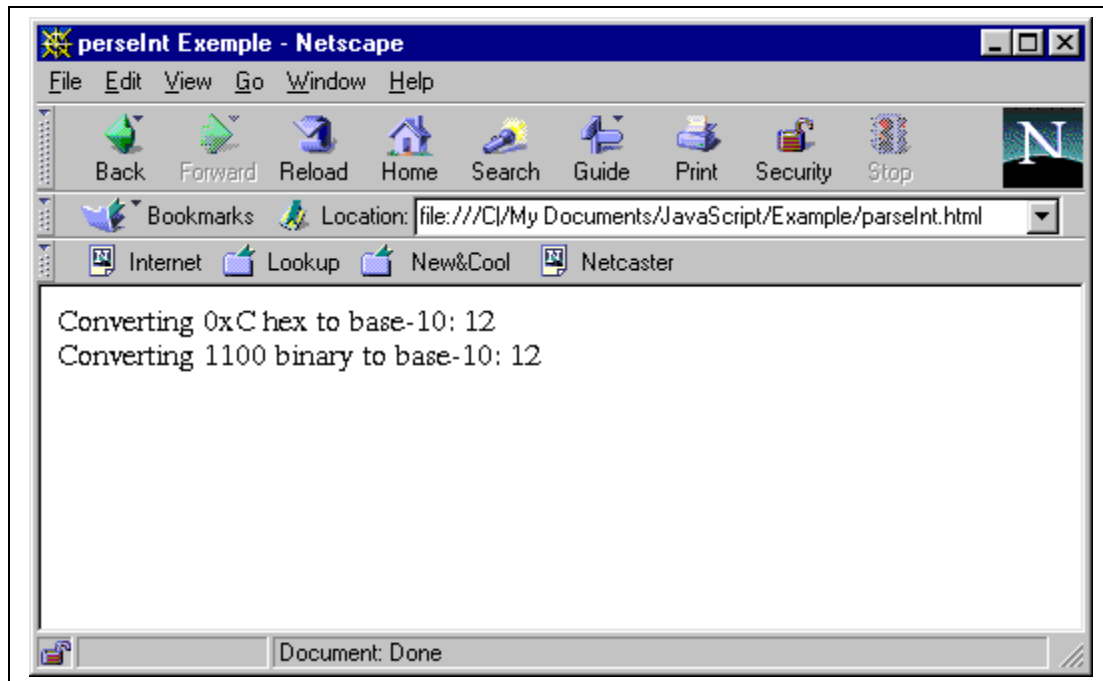 perseInt Exemple - Netscape
File Edit View Go Window Help
N
Back Forward Reload Home Search Guide Print Security Stop
Bookmarks Location: file:///C|/My Documents/JavaScript/Example/parseInt.html
Internet Lookup New&Cool Netcaster
Converting 0xC hex to base-10: 12
Converting 1100 binary to base-10: 12
Document: Done